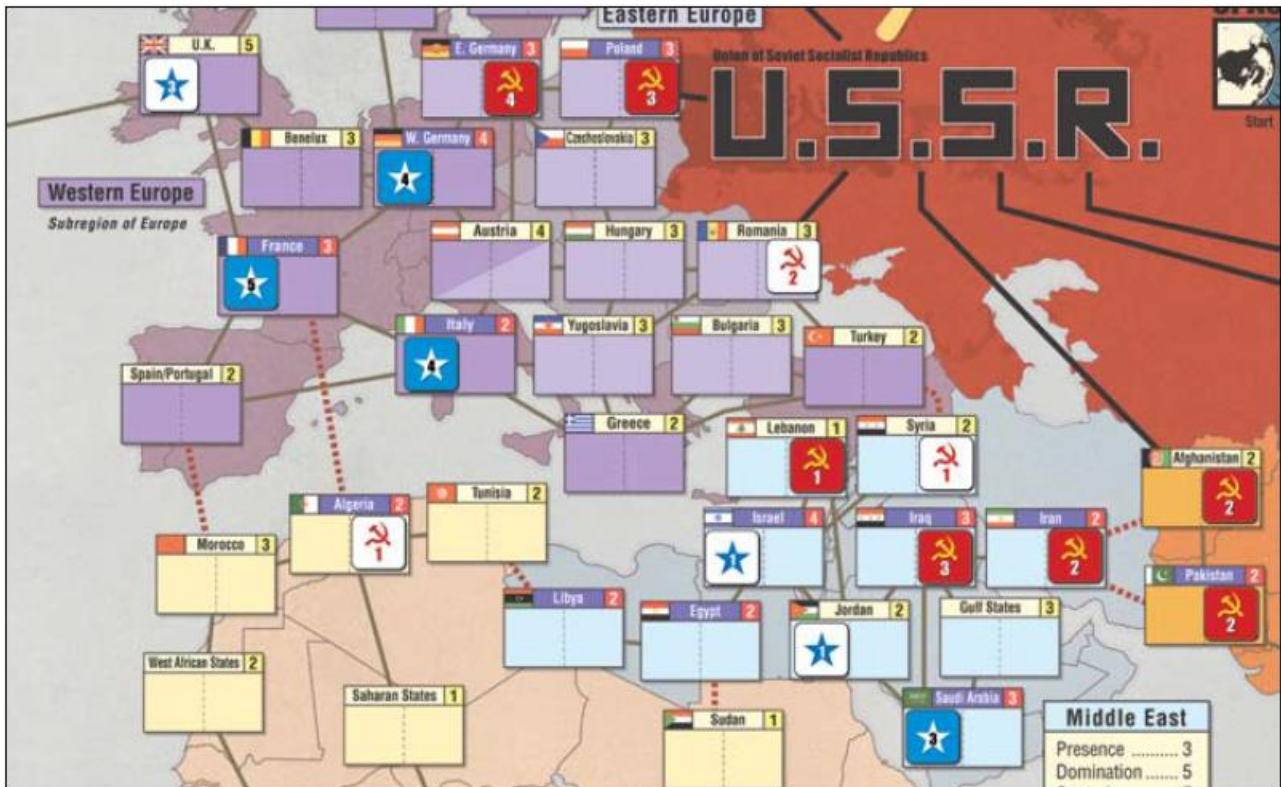 Eastern Europe
U.K. 5
E. Germany 3
4
Poland 3
3
Union of Soviet Socialist Republics
U.S.S.R.
Start
Benelux 3
W. Germany 4
4
Czechoslovakia 3
Western Europe
Subregion of Europe
France 3
5
Austria 4
Hungary 3
Romania 3
2
Italy 2
4
Yugoslavia 3
Bulgaria 3
Turkey 2
Spain/Portugal 2
Greece 2
Lebanon 1
1
Syria 2
1
Afghanistan 2
2
Algeria 2
1
Tunisia 2
Morocco 3
Israel 4
1
Iraq 3
3
Iran 2
2
Pakistan 2
2
Libya 2
Egypt 2
Jordan 2
1
Gulf States 3
West African States 2
Saharan States 1
Sudan 1
Saudi Arabia 3
3
Middle East
Presence .......... 3
Domination ...... 5